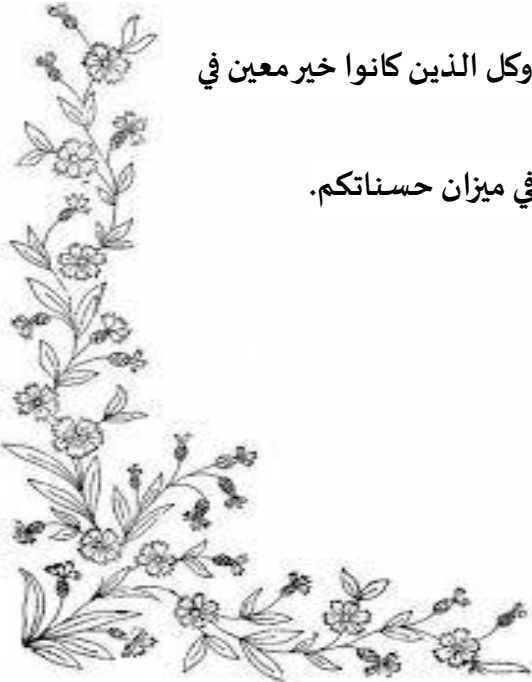 وكل الذين كانوا خير معين في
في ميزان حسناتكم.